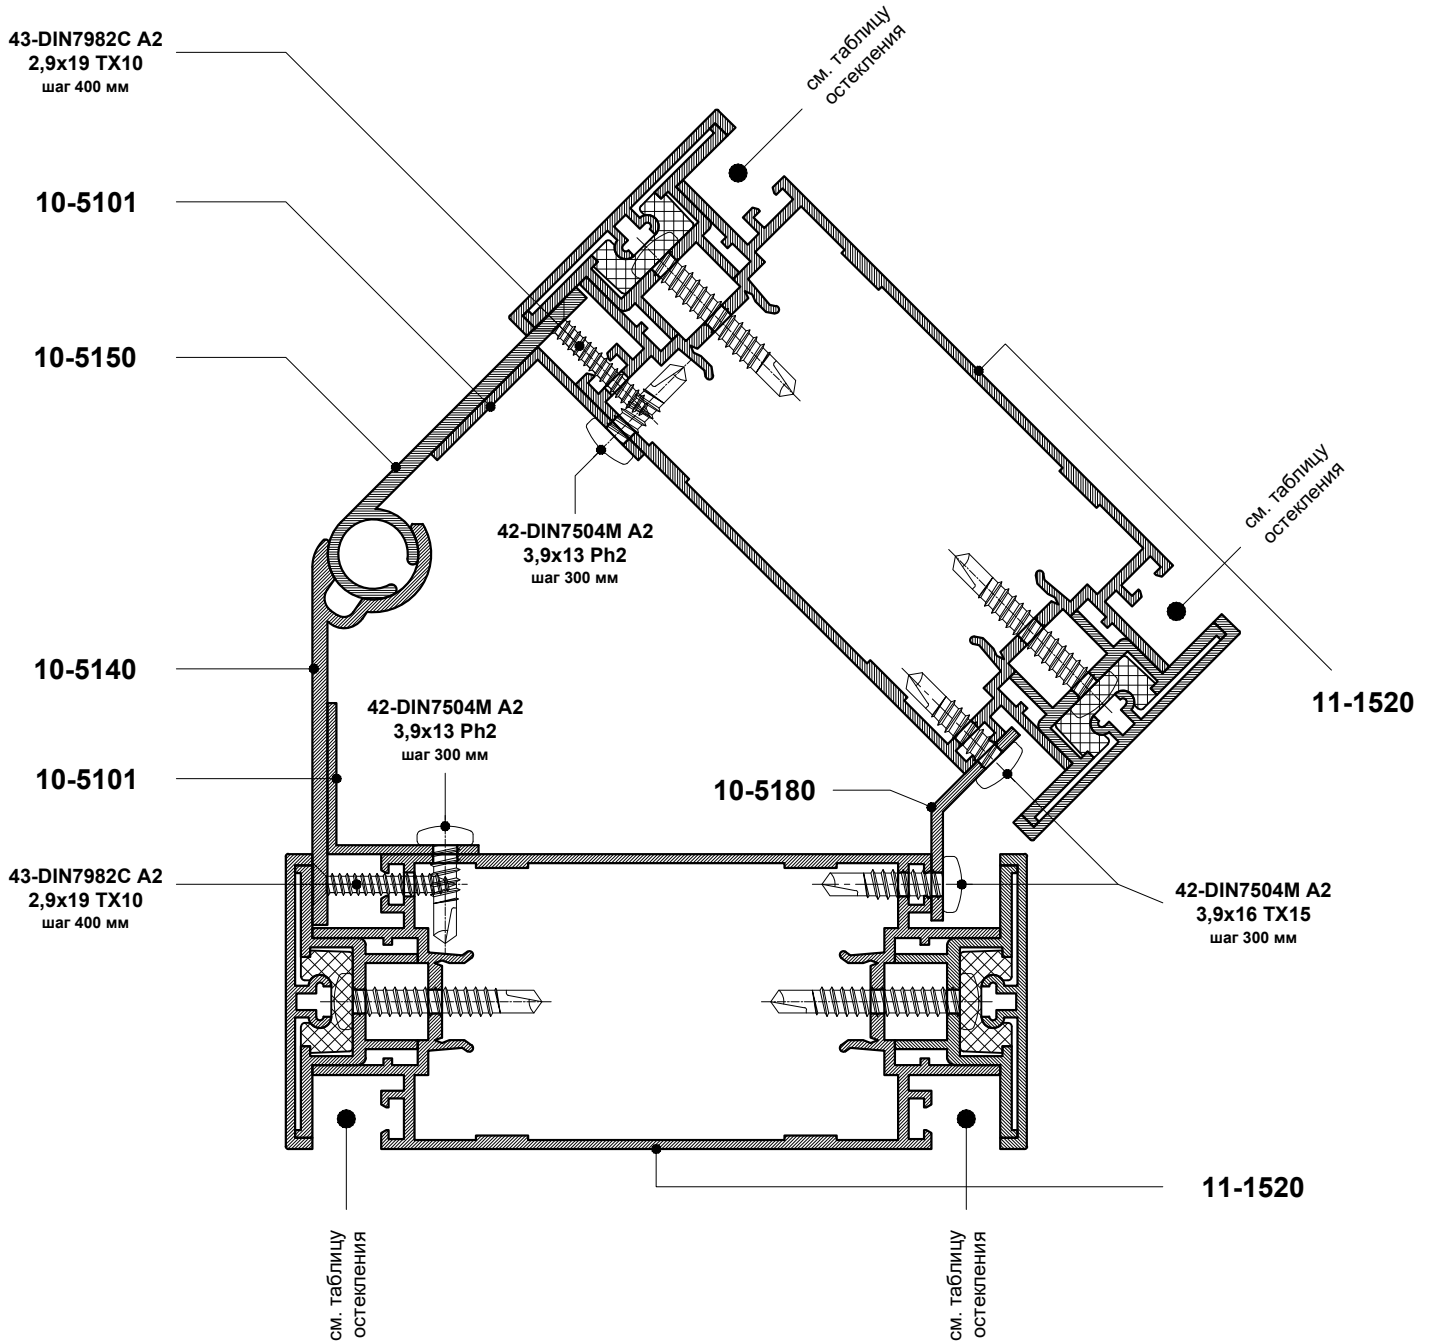 43-DIN7982C A2
2,9x19 TX10
шаг 400 мм
см. таблицу
остекления
10-5101
10-5150
42-DIN7504M A2
3,9x13 Ph2
шаг 300 мм
см. таблицу
остекления
10-5140
11-1520
42-DIN7504M A2
3,9x13 Ph2
шаг 300 мм
10-5101
10-5180
43-DIN7982C A2
2,9x19 TX10
шаг 400 мм
42-DIN7504M A2
3,9x16 TX15
шаг 300 мм
11-1520
см. таблицу
остекления
см. таблицу
остекления